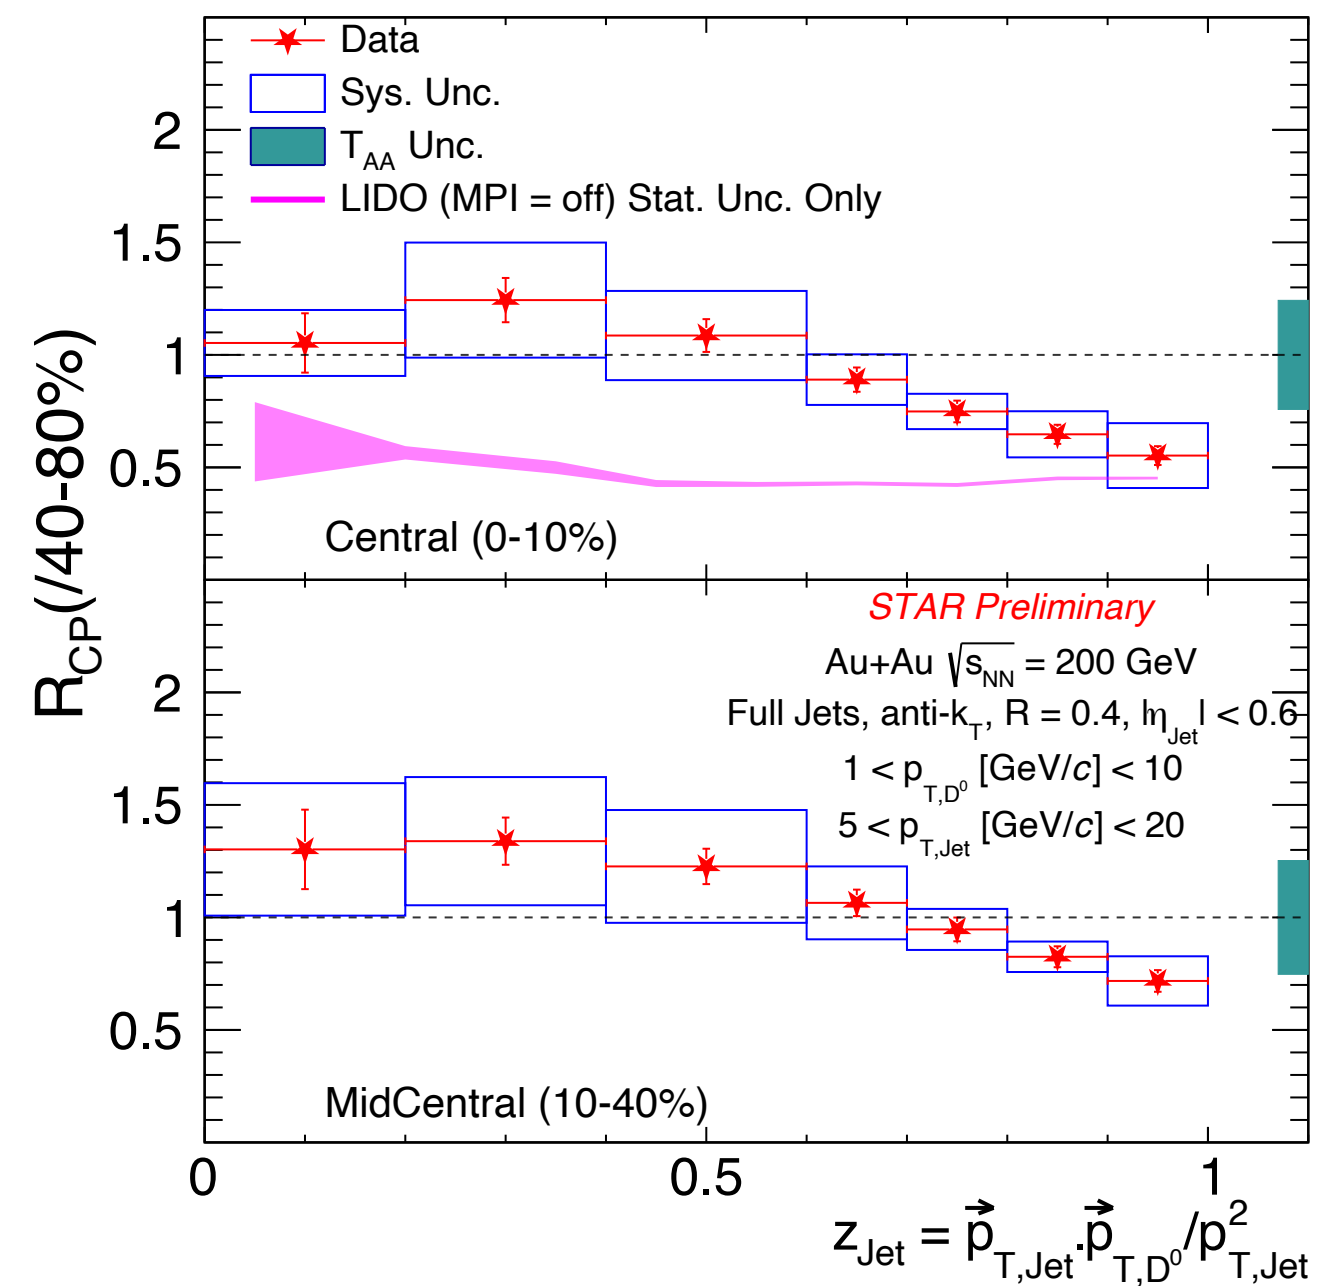 Data
Sys. Unc.
T_AA Unc.
LIDO (MPI = off) Stat. Unc. Only
2
1.5
1
0.5
Central (0-10%)
R_CP(/40-80%)
STAR Preliminary
Au+Au √s_NN = 200 GeV
Full Jets, anti-k_T, R = 0.4, |η_Jet| < 0.6
1 < p_T,D⁰ [GeV/c] < 10
5 < p_T,Jet [GeV/c] < 20
2
1.5
1
0.5
MidCentral (10-40%)
0 0.5 1
z_Jet = p⃗_T,Jet.p⃗_T,D⁰/p²_T,Jet